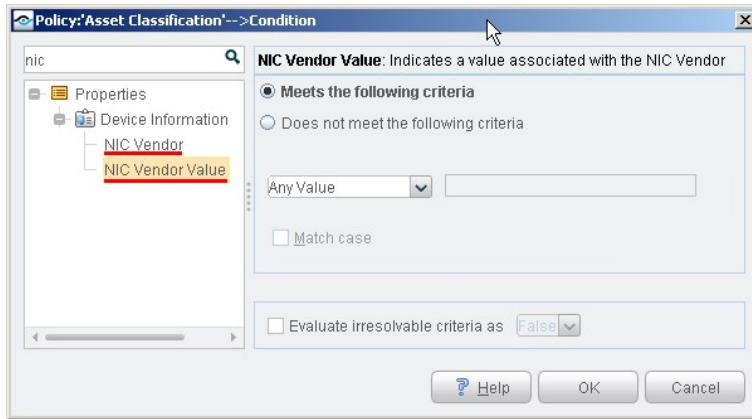 Policy:'Asset Classification'-->Condition
nic
Properties
Device Information
NIC Vendor
NIC Vendor Value
NIC Vendor Value: Indicates a value associated with the NIC Vendor
Meets the following criteria
Does not meet the following criteria
Any Value
Match case
Evaluate irresolvable criteria as False
? Help
OK
Cancel